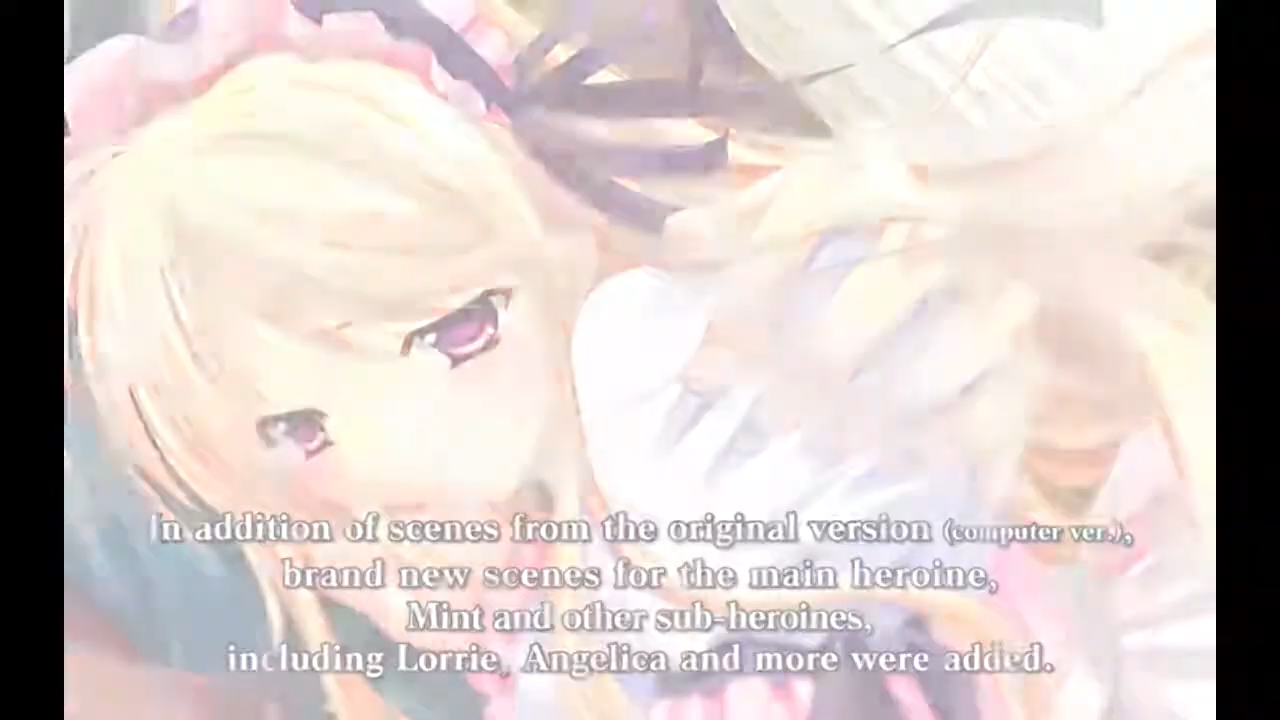 In addition of scenes from the original version (computer ver.),
brand new scenes for the main heroine,
Mint and other sub-heroines,
including Lorrie, Angelica and more were added.